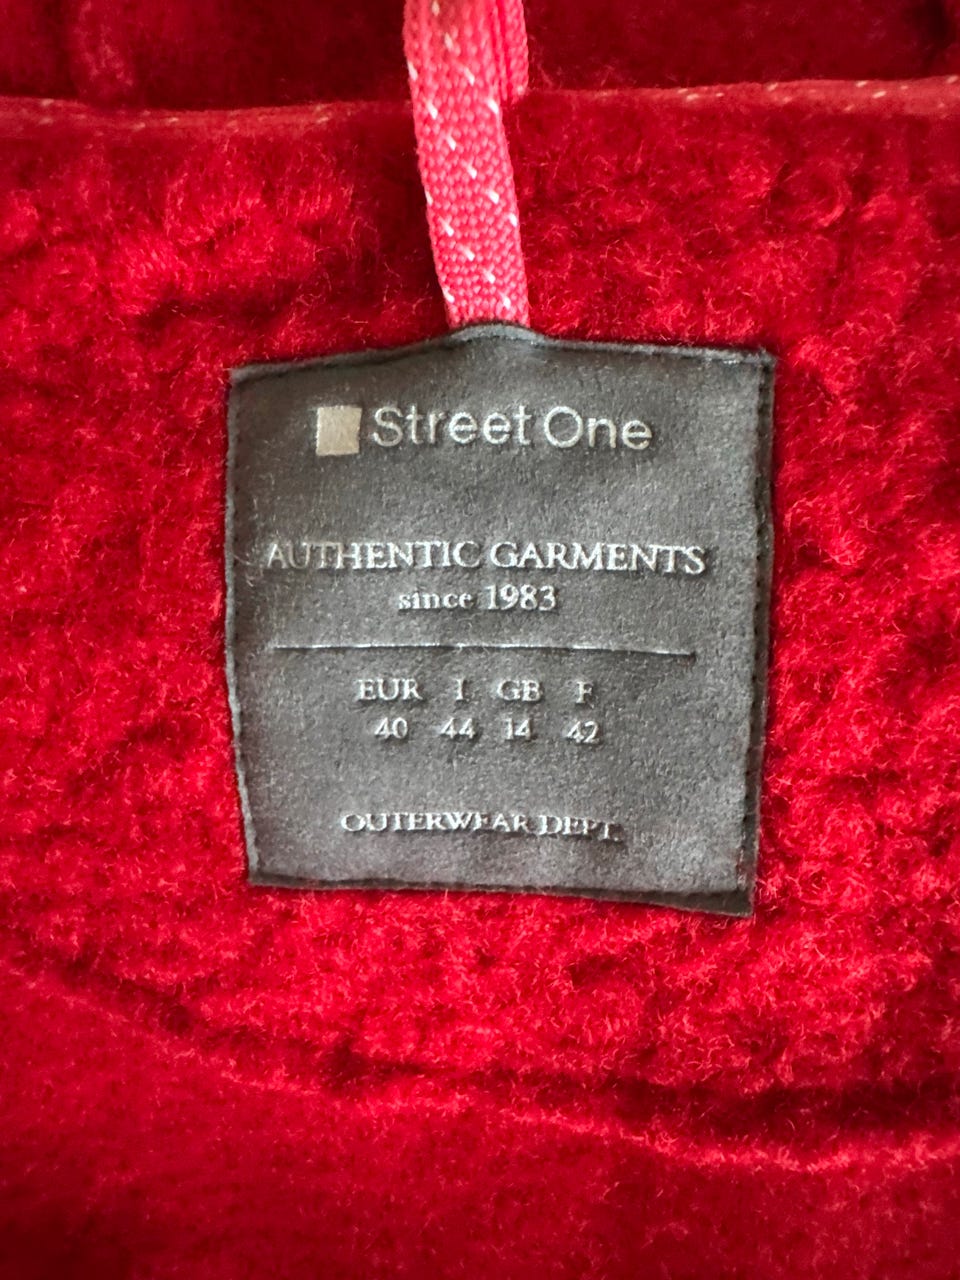 Street One
AUTHENTIC GARMENTS
since 1983
EUR I GB F
40 44 14 42
OUTERWEAR DEPT.